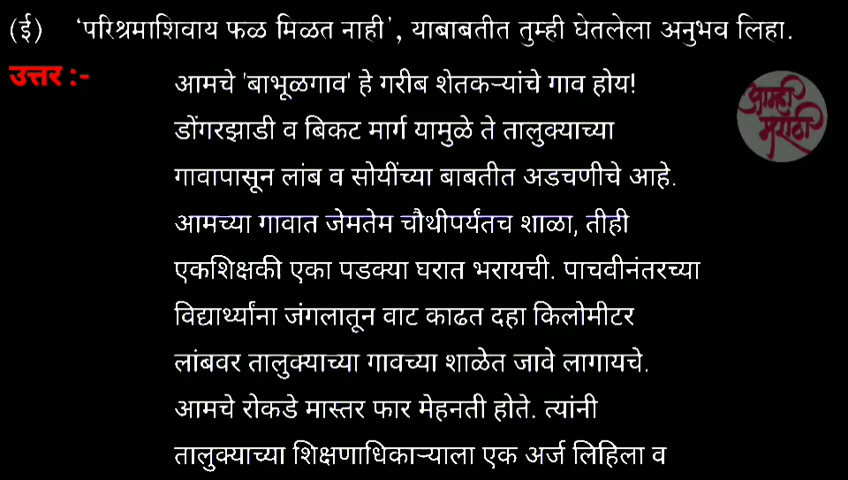 (ई) 'परिश्रमाशिवाय फळ मिळत नाही', याबाबतीत तुम्ही घेतलेला अनुभव लिहा.
उत्तर :-
आमचे 'बाभूळगाव' हे गरीब शेतकऱ्यांचे गाव होय!
डोंगरझाडी व बिकट मार्ग यामुळे ते तालुक्याच्या
गावापासून लांब व सोयींच्या बाबतीत अडचणीचे आहे.
आमच्या गावात जेमतेम चौथीपर्यंतच शाळा, तीही
एकशिक्षकी एका पडक्या घरात भरायची. पाचवीनंतरच्या
विद्यार्थ्यांना जंगलातून वाट काढत दहा किलोमीटर
लांबवर तालुक्याच्या गावच्या शाळेत जावे लागायचे.
आमचे रोकडे मास्तर फार मेहनती होते. त्यांनी
तालुक्याच्या शिक्षणाधिकाऱ्याला एक अर्ज लिहिला व
आम्ही
मराठी